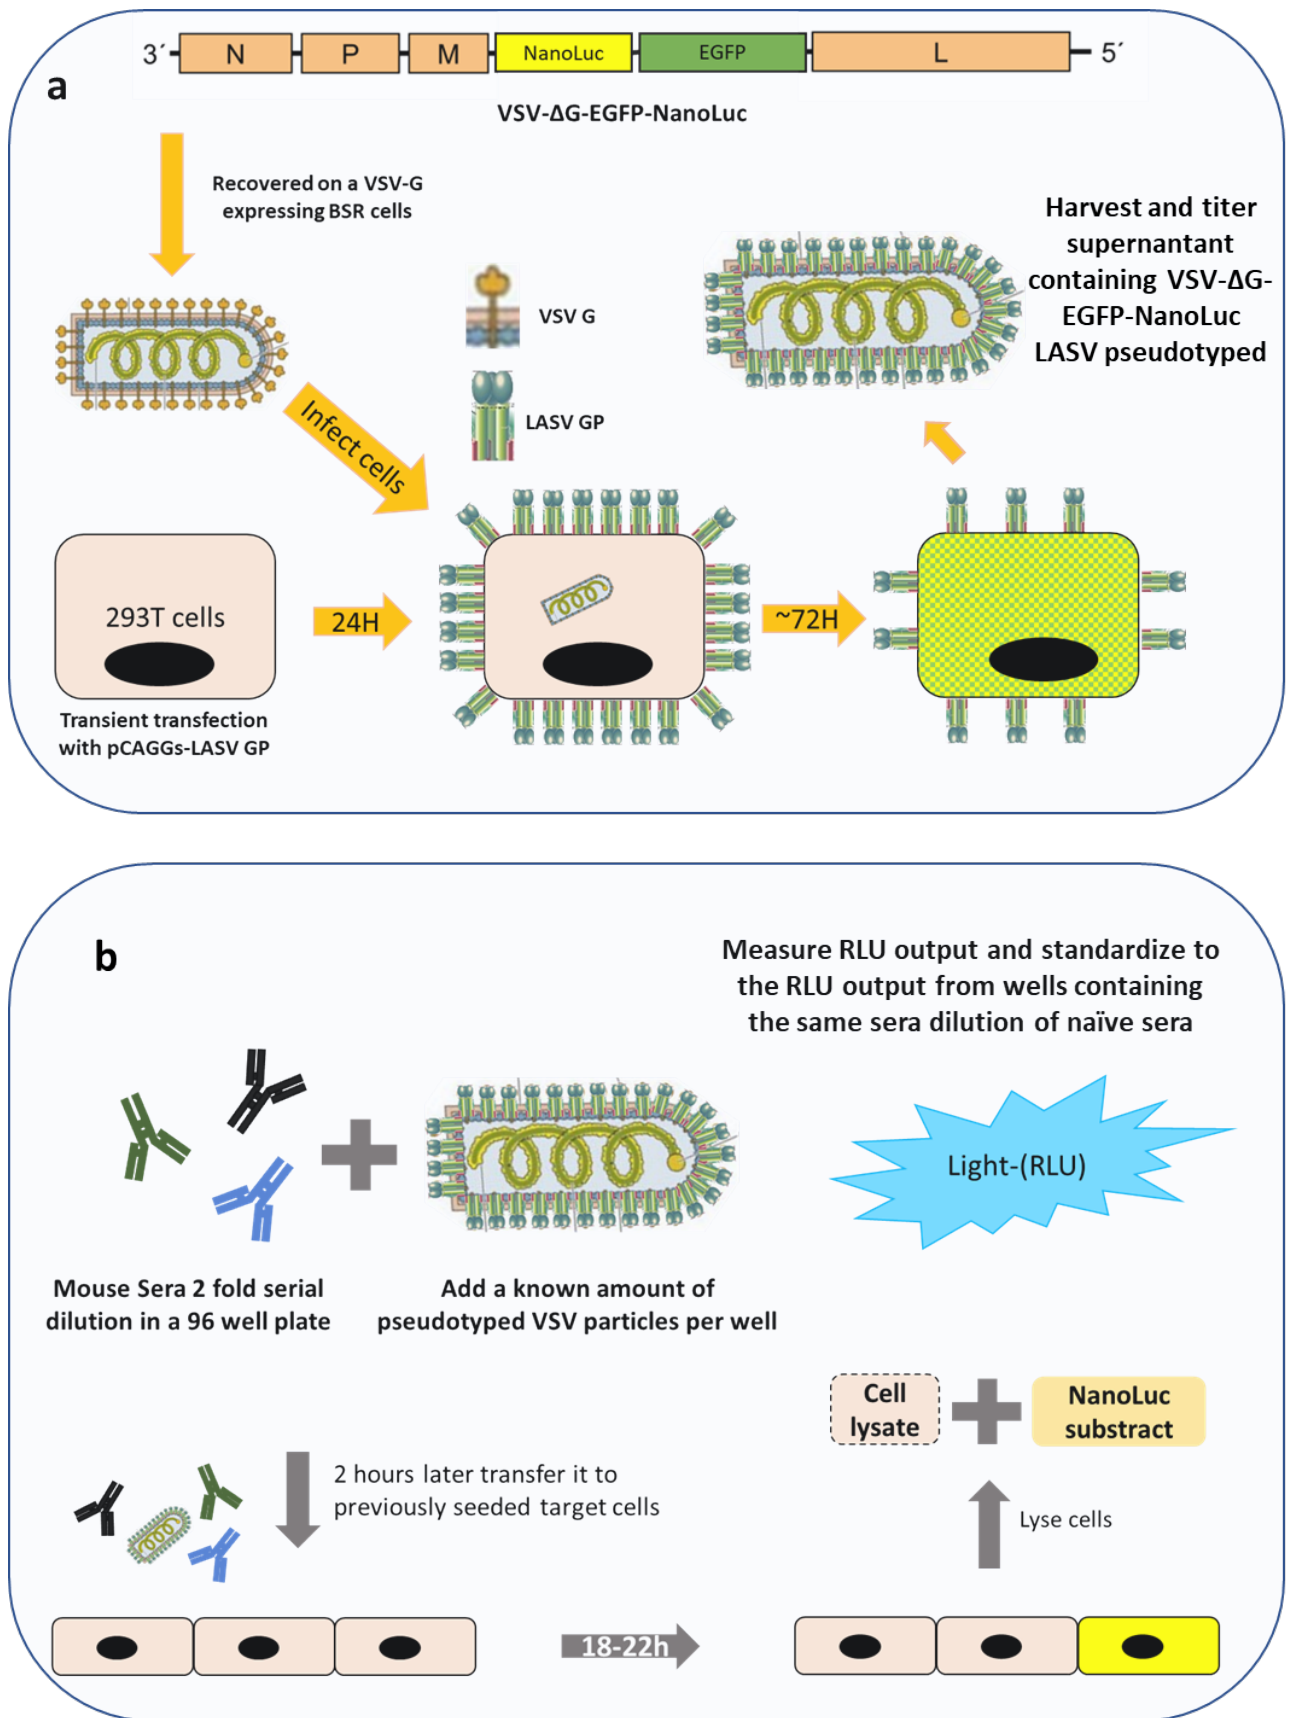 a
3´ N P M NanoLuc EGFP L 5´
VSV-ΔG-EGFP-NanoLuc
Recovered on a VSV-G
expressing BSR cells
VSV G
LASV GP
Harvest and titer
supernantant
containing VSV-ΔG-
EGFP-NanoLuc
LASV pseudotyped
Infect cells
293T cells
24H
~72H
Transient transfection
with pCAGGs-LASV GP
b
Measure RLU output and standardize to
the RLU output from wells containing
the same sera dilution of naïve sera
Light-(RLU)
Mouse Sera 2 fold serial
dilution in a 96 well plate
Add a known amount of
pseudotyped VSV particles per well
Cell
lysate
NanoLuc
substract
2 hours later transfer it to
previously seeded target cells
Lyse cells
18-22h